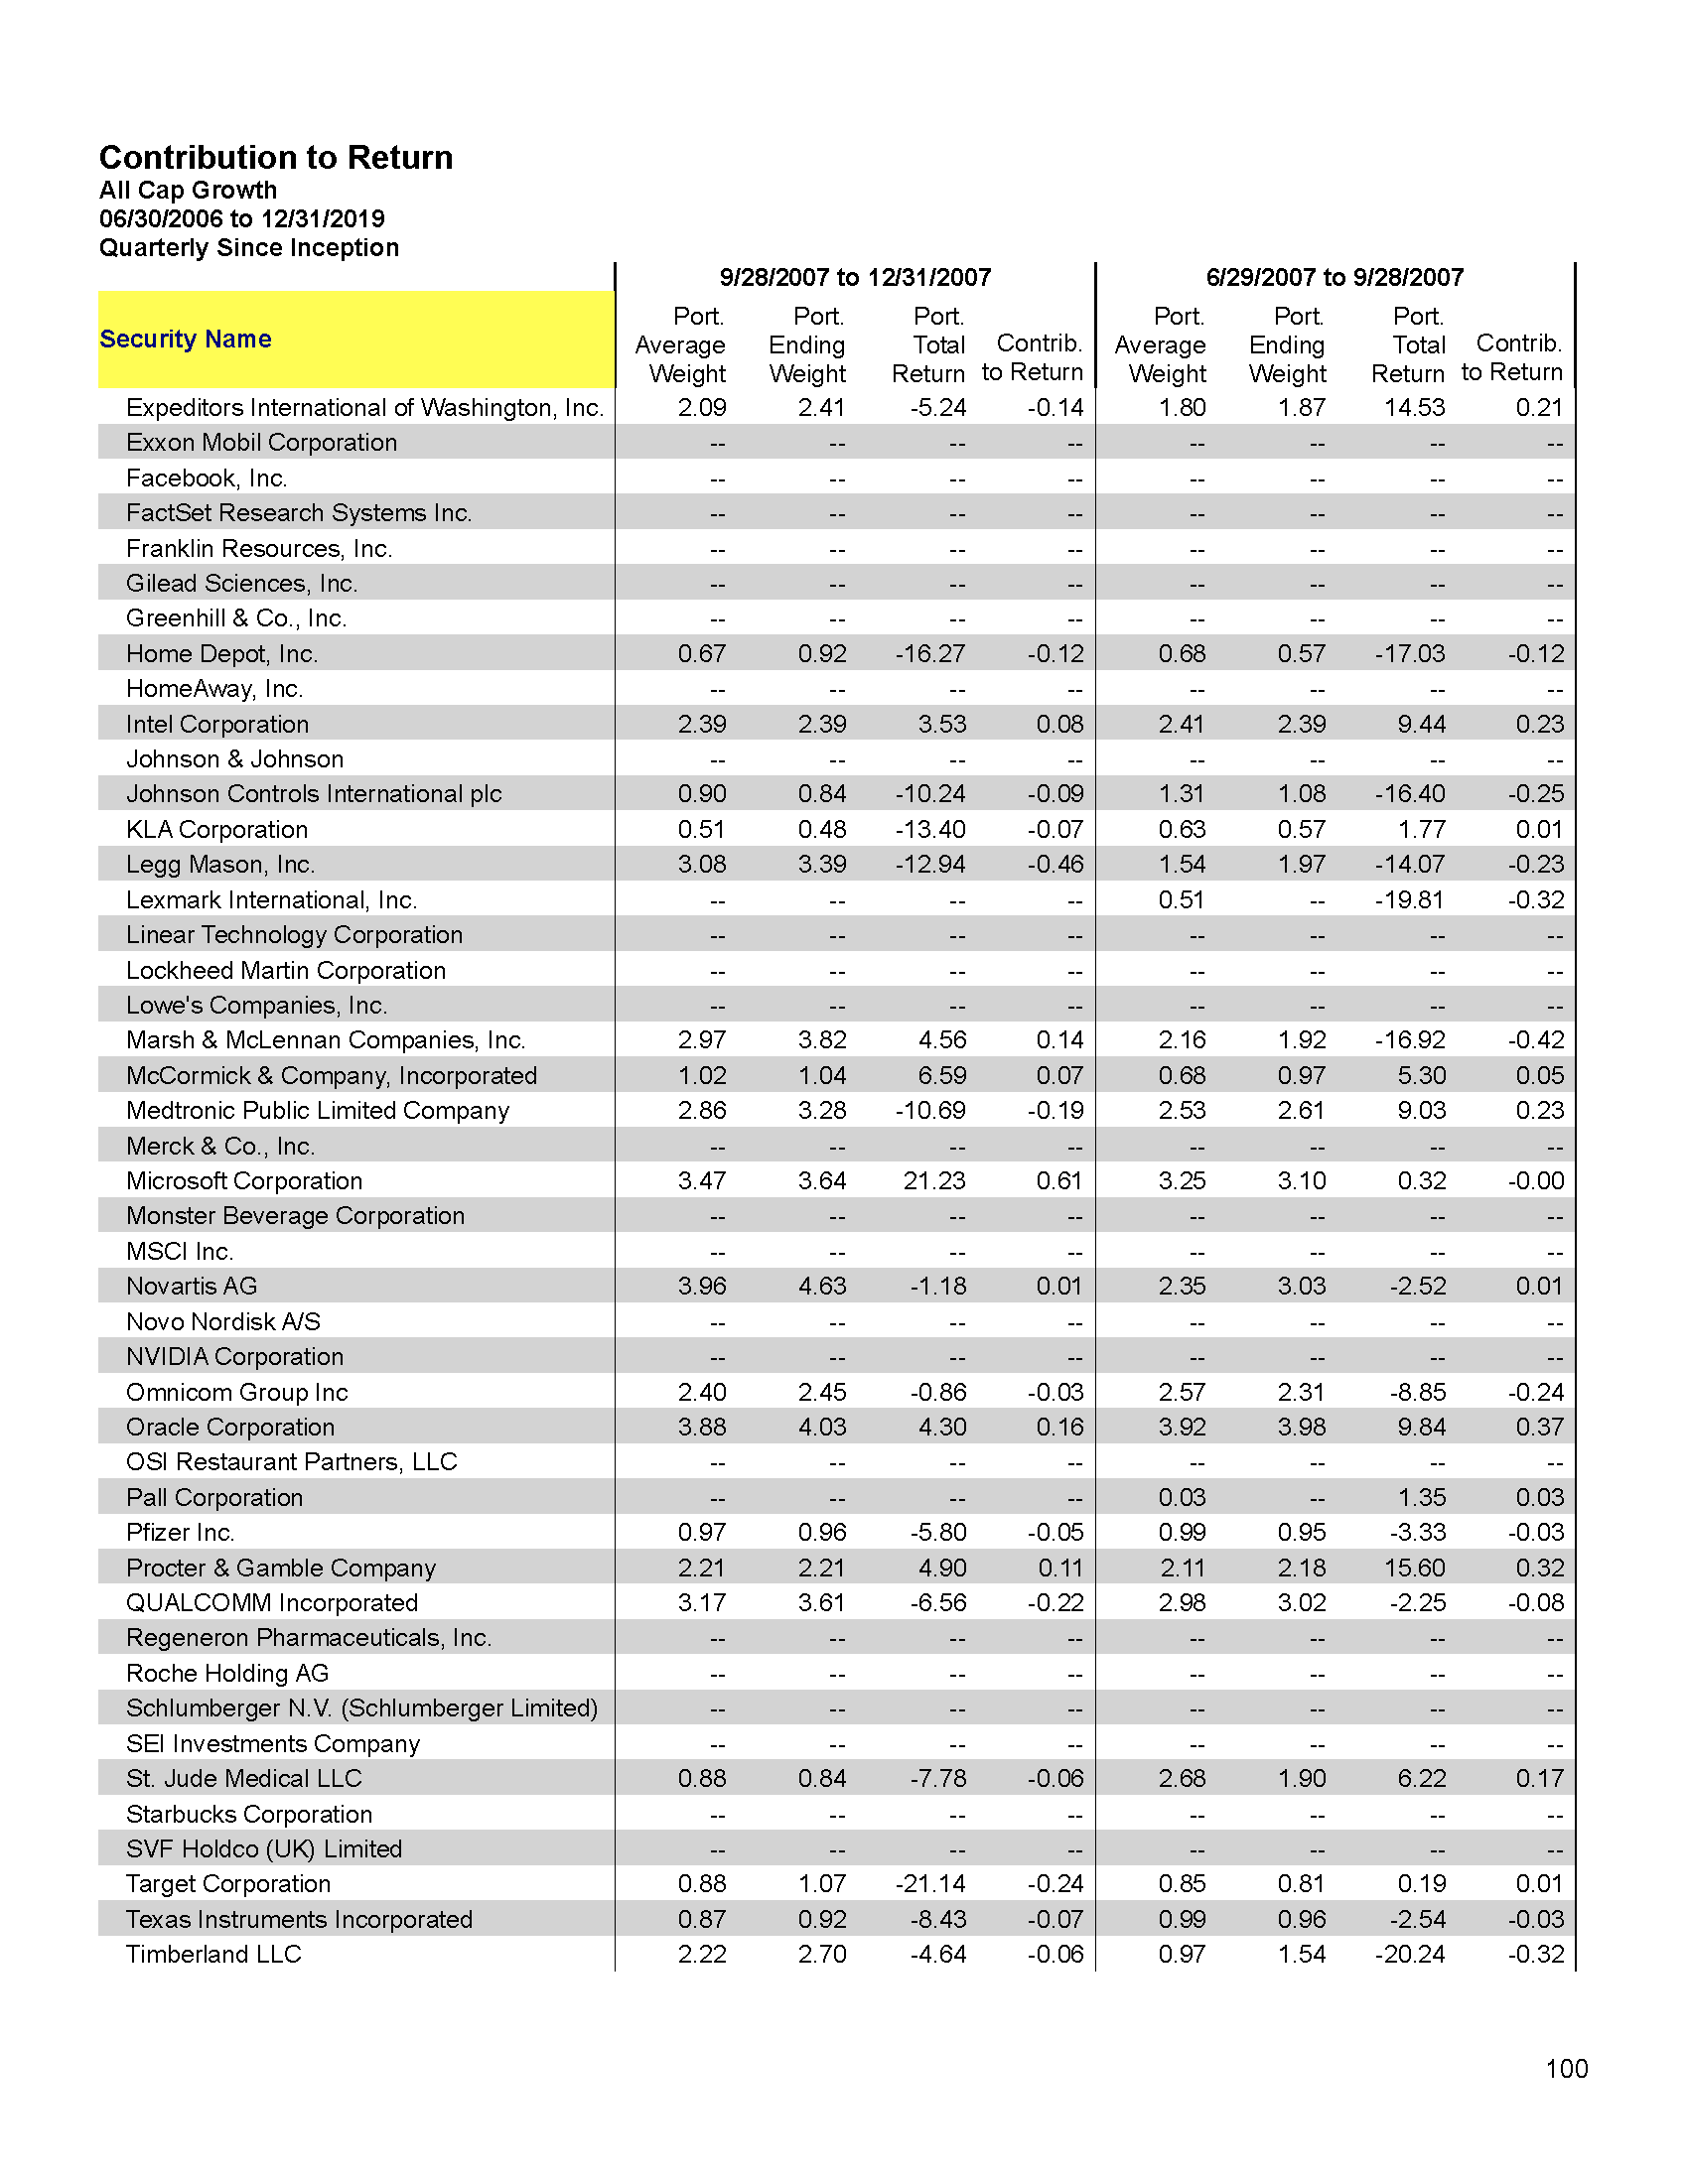 Contribution to Return
All Cap Growth
06/30/2006 to 12/31/2019
Quarterly Since Inception
9/28/2007 to 12/31/2007 6/29/2007 to 9/28/2007
Security Name Port. Average Weight Port. Ending Weight Port. Total Return Contrib. to Return Port. Average Weight Port. Ending Weight Port. Total Return Contrib. to Return
Expeditors International of Washington, Inc. 2.09 2.41 -5.24 -0.14 1.80 1.87 14.53 0.21
Exxon Mobil Corporation -- -- -- -- -- -- -- --
Facebook, Inc. -- -- -- -- -- -- -- --
FactSet Research Systems Inc. -- -- -- -- -- -- -- --
Franklin Resources, Inc. -- -- -- -- -- -- -- --
Gilead Sciences, Inc. -- -- -- -- -- -- -- --
Greenhill & Co., Inc. -- -- -- -- -- -- -- --
Home Depot, Inc. 0.67 0.92 -16.27 -0.12 0.68 0.57 -17.03 -0.12
HomeAway, Inc. -- -- -- -- -- -- -- --
Intel Corporation 2.39 2.39 3.53 0.08 2.41 2.39 9.44 0.23
Johnson & Johnson -- -- -- -- -- -- -- --
Johnson Controls International plc 0.90 0.84 -10.24 -0.09 1.31 1.08 -16.40 -0.25
KLA Corporation 0.51 0.48 -13.40 -0.07 0.63 0.57 1.77 0.01
Legg Mason, Inc. 3.08 3.39 -12.94 -0.46 1.54 1.97 -14.07 -0.23
Lexmark International, Inc. -- -- -- -- 0.51 -- -19.81 -0.32
Linear Technology Corporation -- -- -- -- -- -- -- --
Lockheed Martin Corporation -- -- -- -- -- -- -- --
Lowe's Companies, Inc. -- -- -- -- -- -- -- --
Marsh & McLennan Companies, Inc. 2.97 3.82 4.56 0.14 2.16 1.92 -16.92 -0.42
McCormick & Company, Incorporated 1.02 1.04 6.59 0.07 0.68 0.97 5.30 0.05
Medtronic Public Limited Company 2.86 3.28 -10.69 -0.19 2.53 2.61 9.03 0.23
Merck & Co., Inc. -- -- -- -- -- -- -- --
Microsoft Corporation 3.47 3.64 21.23 0.61 3.25 3.10 0.32 -0.00
Monster Beverage Corporation -- -- -- -- -- -- -- --
MSCI Inc. -- -- -- -- -- -- -- --
Novartis AG 3.96 4.63 -1.18 0.01 2.35 3.03 -2.52 0.01
Novo Nordisk A/S -- -- -- -- -- -- -- --
NVIDIA Corporation -- -- -- -- -- -- -- --
Omnicom Group Inc 2.40 2.45 -0.86 -0.03 2.57 2.31 -8.85 -0.24
Oracle Corporation 3.88 4.03 4.30 0.16 3.92 3.98 9.84 0.37
OSI Restaurant Partners, LLC -- -- -- -- -- -- -- --
Pall Corporation -- -- -- -- 0.03 -- 1.35 0.03
Pfizer Inc. 0.97 0.96 -5.80 -0.05 0.99 0.95 -3.33 -0.03
Procter & Gamble Company 2.21 2.21 4.90 0.11 2.11 2.18 15.60 0.32
QUALCOMM Incorporated 3.17 3.61 -6.56 -0.22 2.98 3.02 -2.25 -0.08
Regeneron Pharmaceuticals, Inc. -- -- -- -- -- -- -- --
Roche Holding AG -- -- -- -- -- -- -- --
Schlumberger N.V. (Schlumberger Limited) -- -- -- -- -- -- -- --
SEI Investments Company -- -- -- -- -- -- -- --
St. Jude Medical LLC 0.88 0.84 -7.78 -0.06 2.68 1.90 6.22 0.17
Starbucks Corporation -- -- -- -- -- -- -- --
SVF Holdco (UK) Limited -- -- -- -- -- -- -- --
Target Corporation 0.88 1.07 -21.14 -0.24 0.85 0.81 0.19 0.01
Texas Instruments Incorporated 0.87 0.92 -8.43 -0.07 0.99 0.96 -2.54 -0.03
Timberland LLC 2.22 2.70 -4.64 -0.06 0.97 1.54 -20.24 -0.32
100